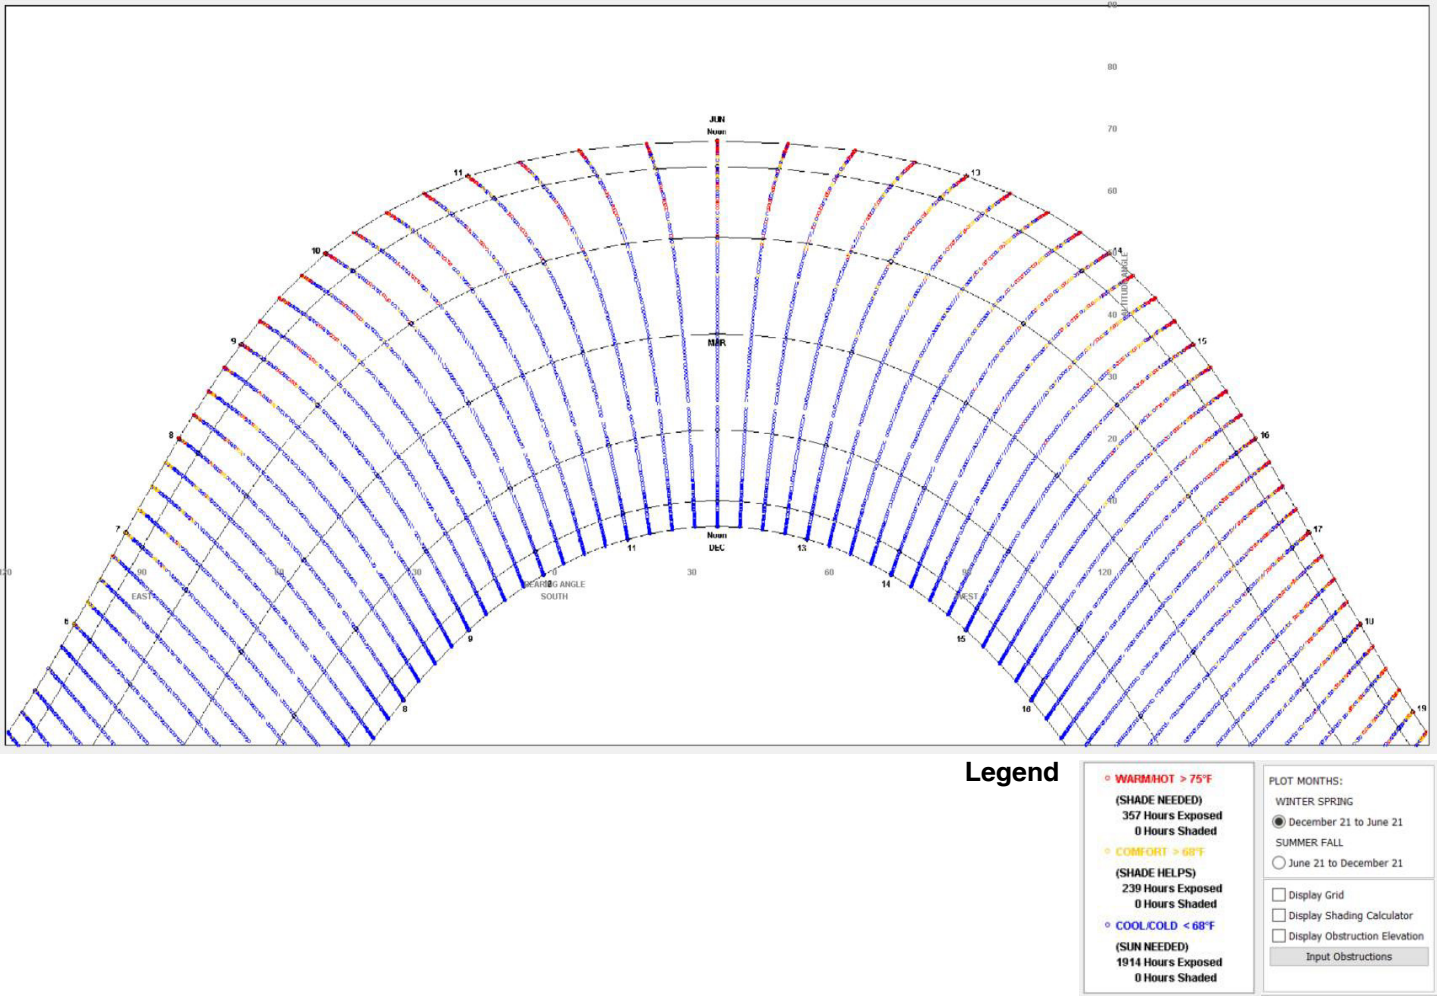 90
80
JUN
70
Noon
11
13
60
10
14
ALTITUDE ANGLE
40
9
MAR
15
30
8
20
16
10
7
Noon
17
11
DEC
13
120
90
30
60
120
BEARING ANGLE
14
EAST
SOUTH
WEST
6
9
15
8
16
19
Legend
WARM/HOT > 75°F
(SHADE NEEDED)
357 Hours Exposed
0 Hours Shaded
COMFORT > 68°F
(SHADE HELPS)
239 Hours Exposed
0 Hours Shaded
COOL/COLD < 68°F
(SUN NEEDED)
1914 Hours Exposed
0 Hours Shaded
PLOT MONTHS:
WINTER SPRING
December 21 to June 21
SUMMER FALL
June 21 to December 21
Display Grid
Display Shading Calculator
Display Obstruction Elevation
Input Obstructions